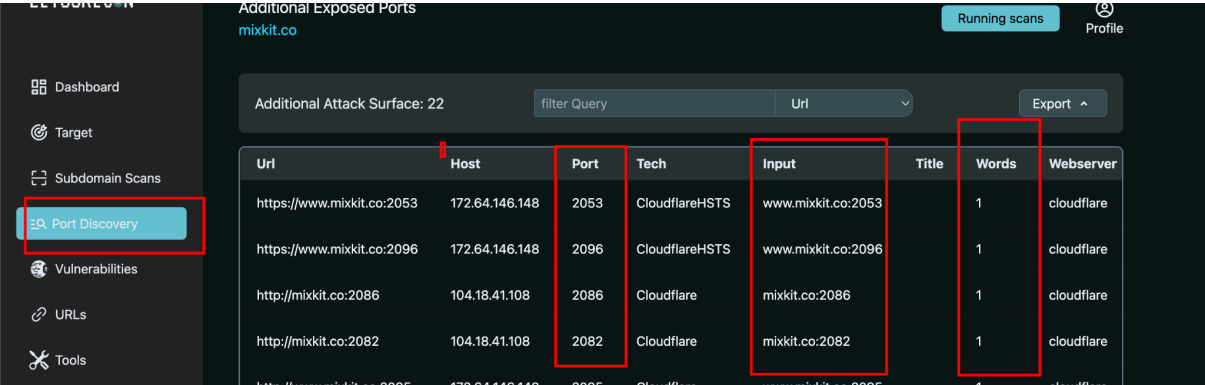 Additional Exposed Ports
mixkit.co
Running scans
Profile
Dashboard
Target
Subdomain Scans
Port Discovery
Vulnerabilities
URLs
Tools
Additional Attack Surface: 22
filter Query
Url
Export
Url Host Port Tech Input Title Words Webserver
https://www.mixkit.co:2053 172.64.146.148 2053 CloudflareHSTS www.mixkit.co:2053 1 cloudflare
https://www.mixkit.co:2096 172.64.146.148 2096 CloudflareHSTS www.mixkit.co:2096 1 cloudflare
http://mixkit.co:2086 104.18.41.108 2086 Cloudflare mixkit.co:2086 1 cloudflare
http://mixkit.co:2082 104.18.41.108 2082 Cloudflare mixkit.co:2082 1 cloudflare